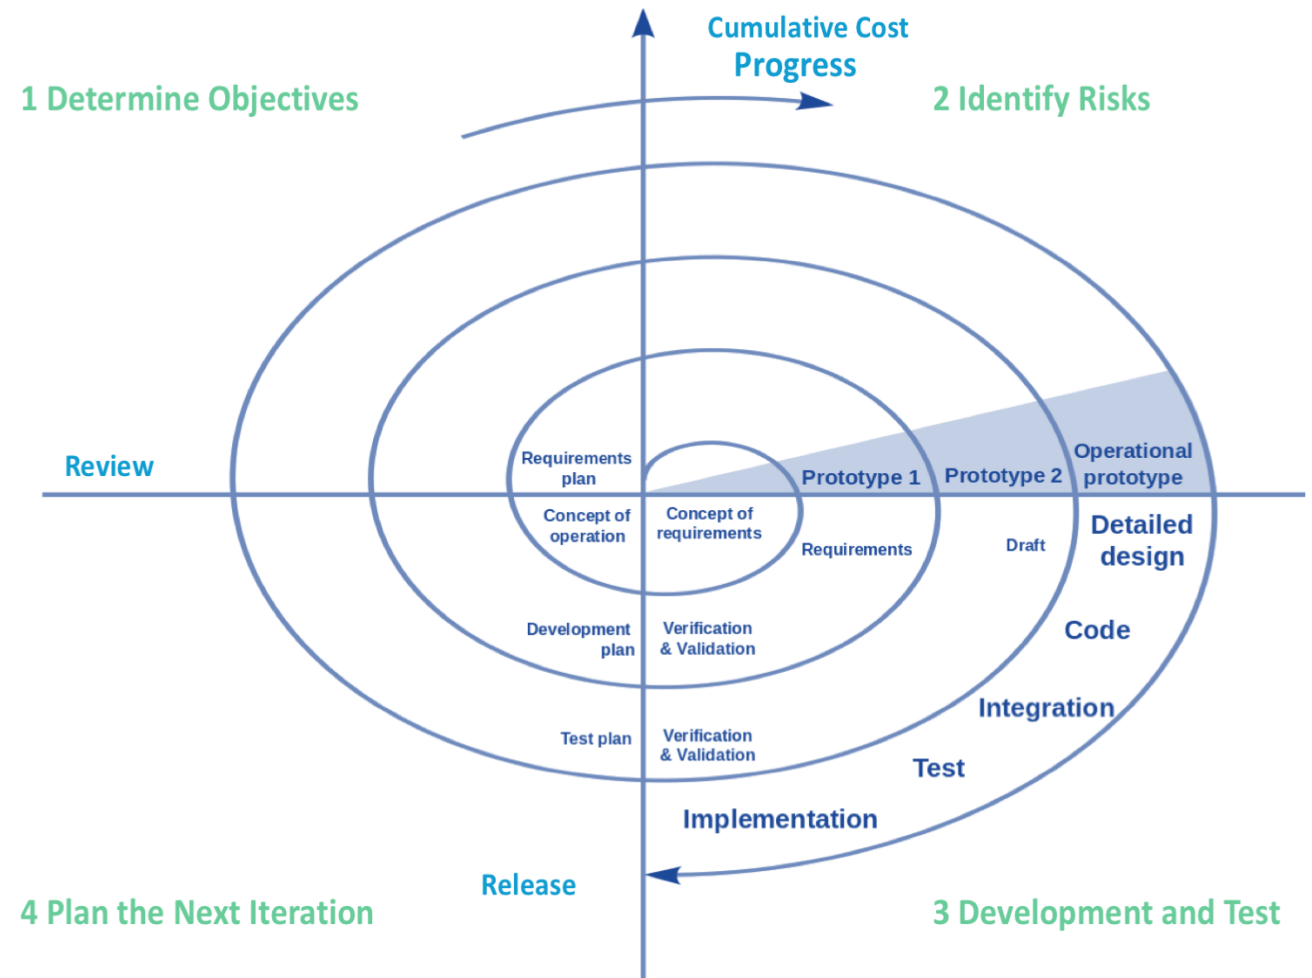 Cumulative Cost
Progress
1 Determine Objectives
2 Identify Risks
Review
Requirements
plan
Prototype 1
Prototype 2
Operational
prototype
Concept of
operation
Concept of
requirements
Requirements
Draft
Detailed
design
Development
plan
Verification
& Validation
Code
Integration
Test plan
Verification
& Validation
Test
Implementation
Release
4 Plan the Next Iteration
3 Development and Test